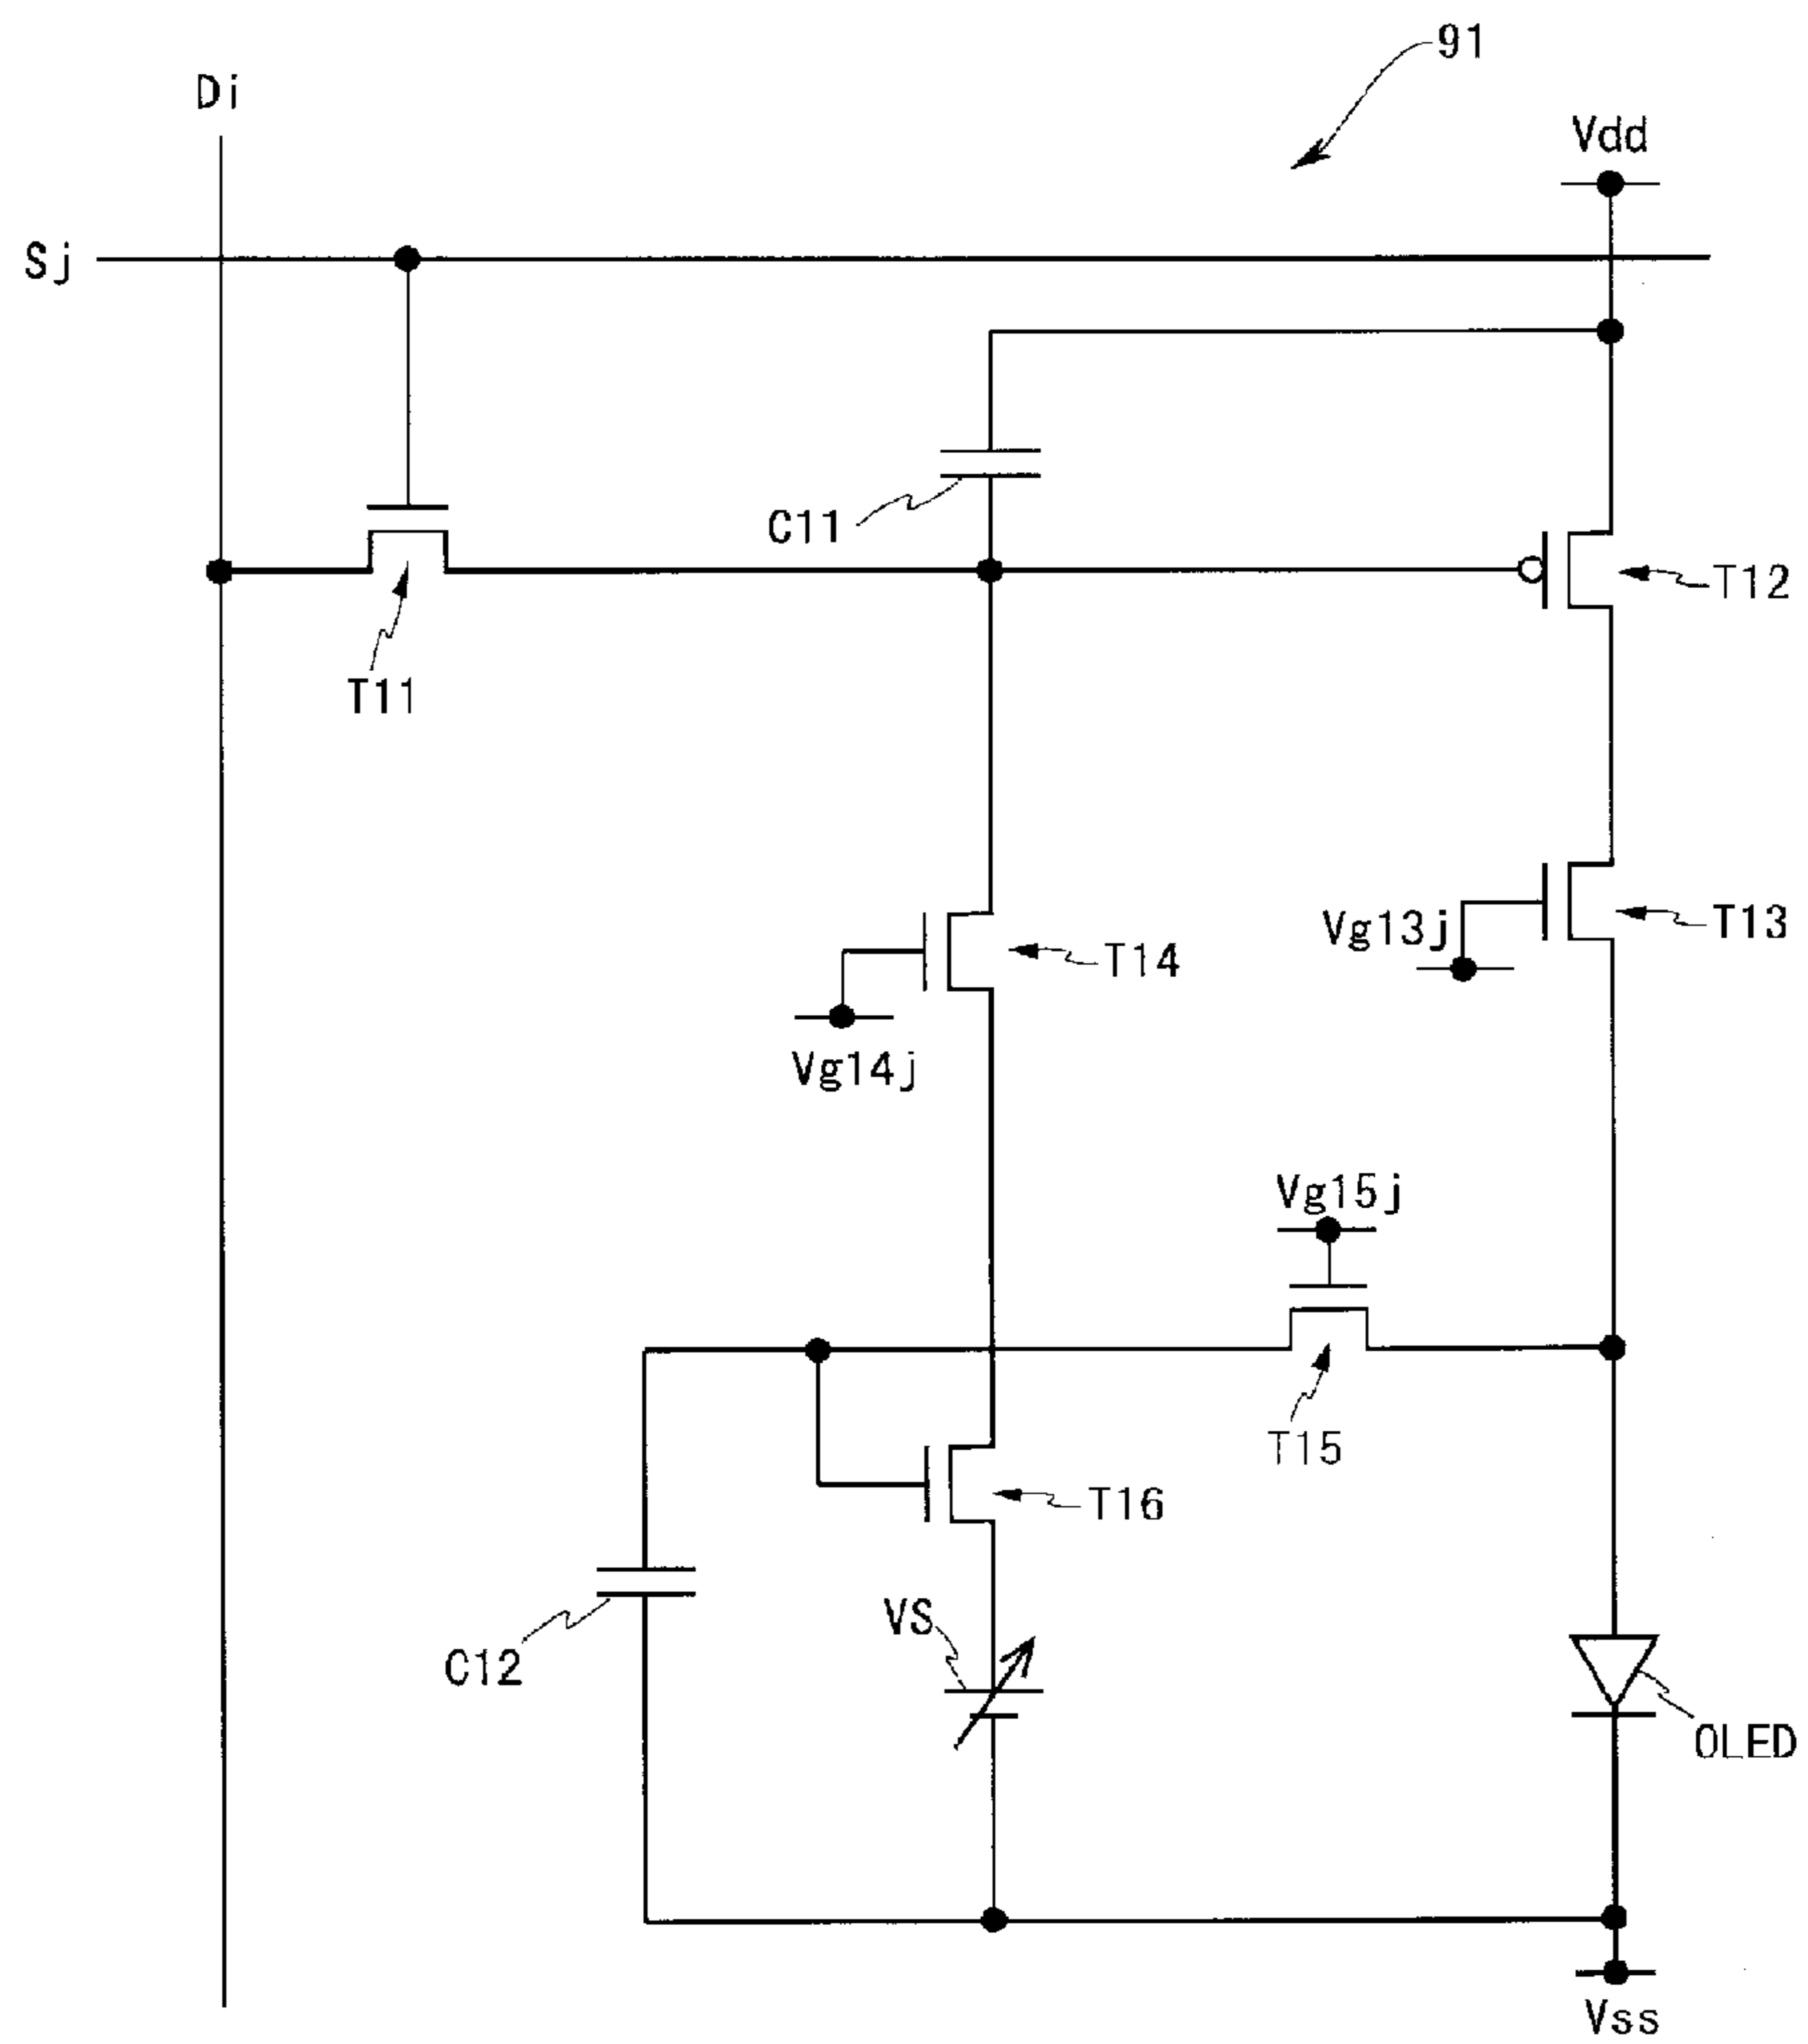 91
Di
Vdd
Sj
C11
T12
T11
Vg13j
T13
T14
Vg14j
Vg15j
T15
T16
VS
C12
OLED
Vss